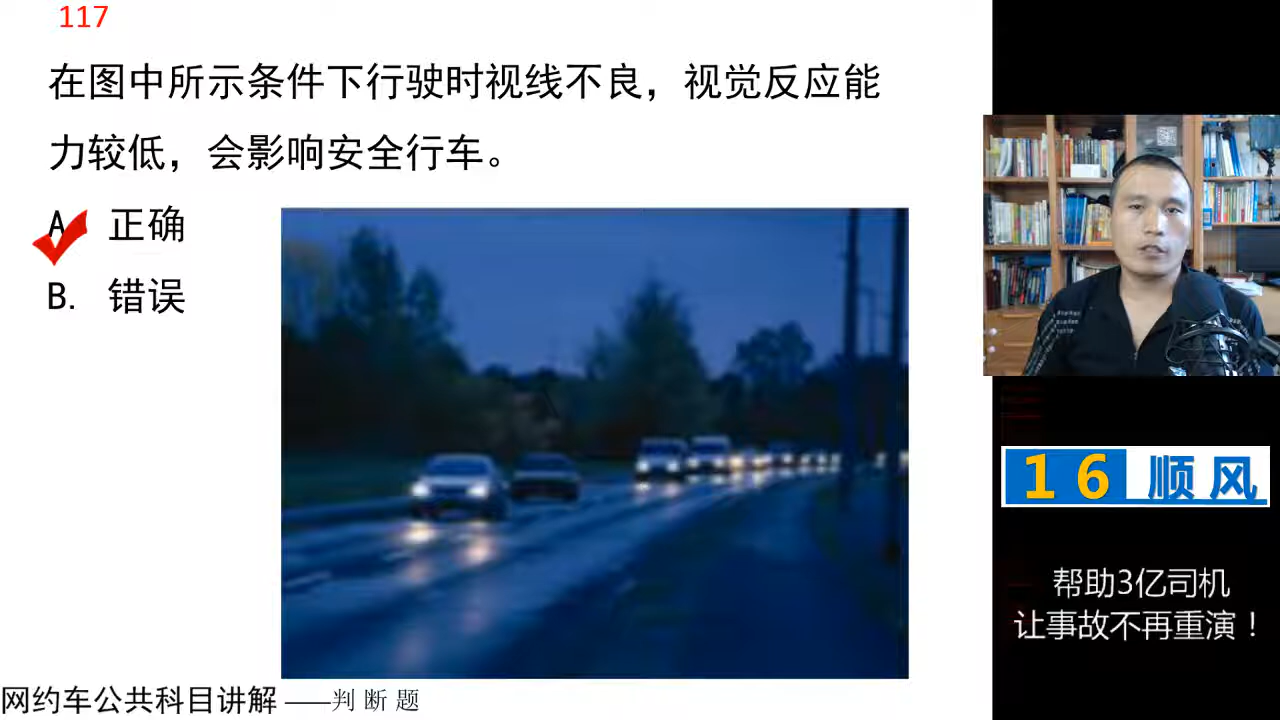 117
在图中所示条件下行驶时视线不良，视觉反应能
力较低，会影响安全行车。
A 正确
B. 错误
16 顺风
帮助3亿司机
让事故不再重演！
网约车公共科目讲解 ——判断题